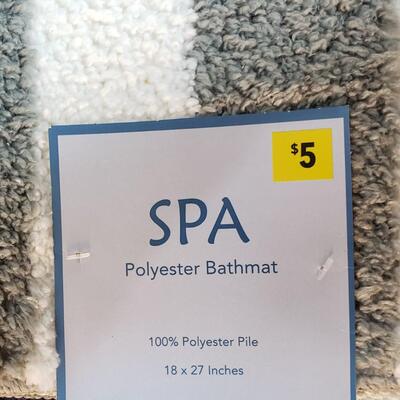 $5
SPA
Polyester Bathmat
100% Polyester Pile
18 x 27 Inches